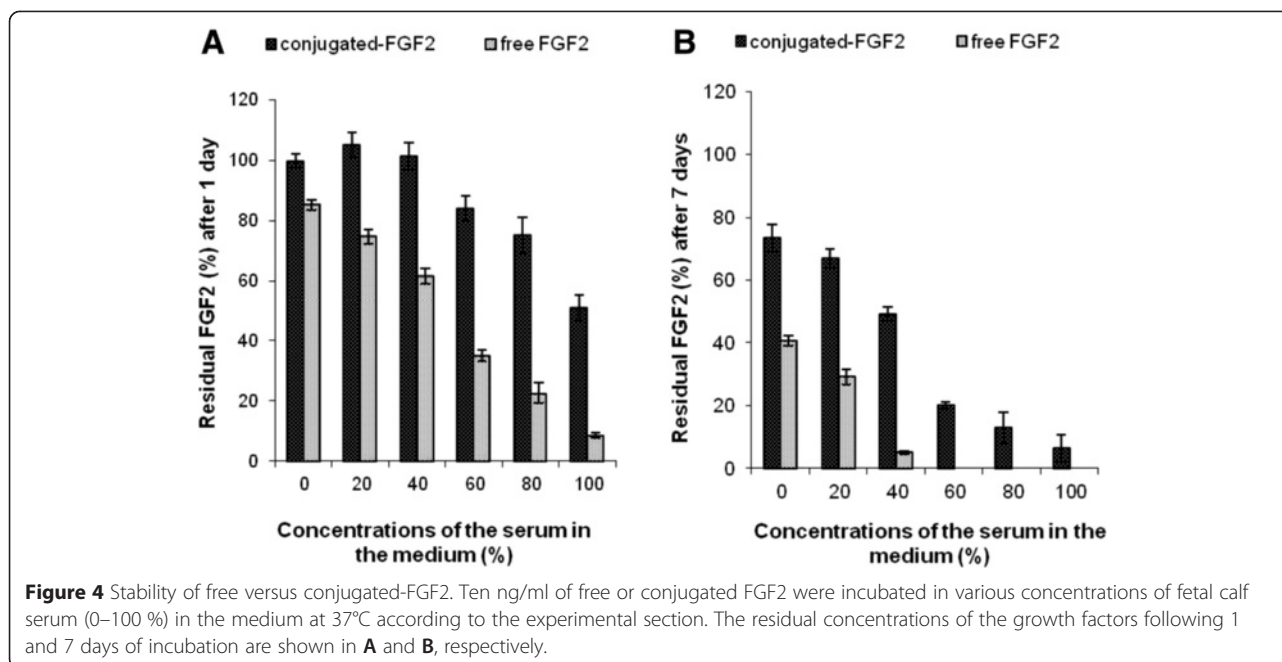 A
conjugated-FGF2 free FGF2
Residual FGF2 (%) after 1 day
120
100
80
60
40
20
0
0 20 40 60 80 100
Concentrations of the serum in
the medium (%)
B
conjugated-FGF2 free FGF2
Residual FGF2 (%) after 7 days
120
100
80
60
40
20
0
0 20 40 60 80 100
Concentrations of the serum in the
medium (%)
Figure 4 Stability of free versus conjugated-FGF2. Ten ng/ml of free or conjugated FGF2 were incubated in various concentrations of fetal calf
serum (0–100 %) in the medium at 37°C according to the experimental section. The residual concentrations of the growth factors following 1
and 7 days of incubation are shown in A and B, respectively.